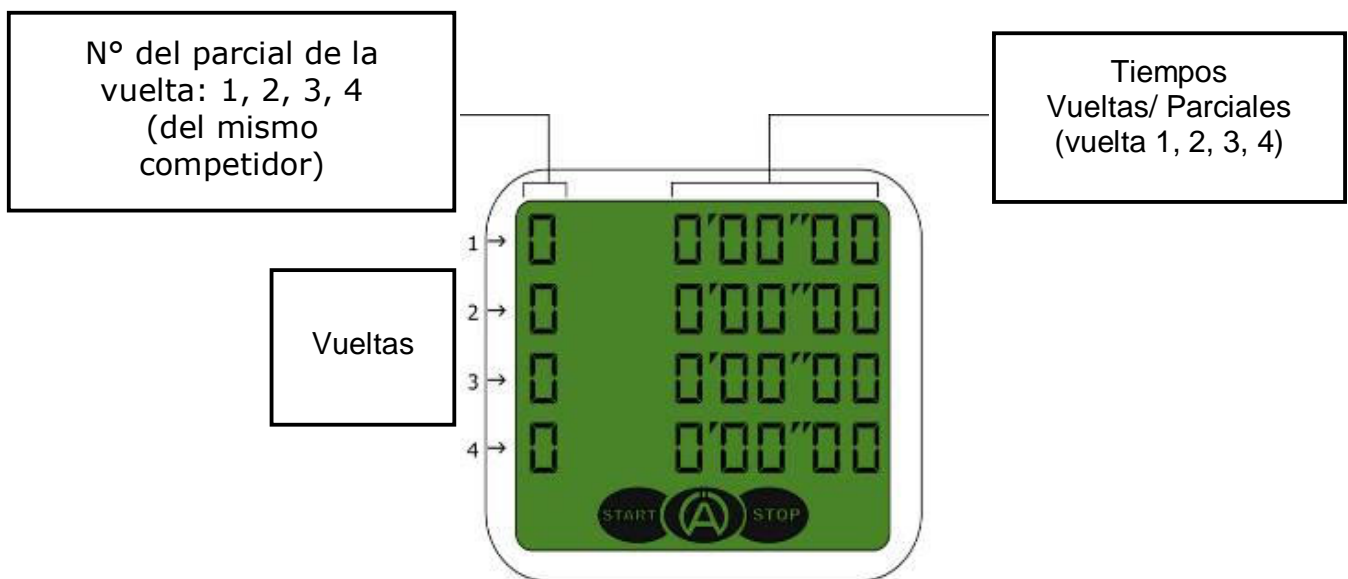 N° del parcial de la
vuelta: 1, 2, 3, 4
(del mismo
competidor)
Tiempos
Vueltas/ Parciales
(vuelta 1, 2, 3, 4)
Vueltas
1 → 0 0'00"00
2 → 0 0'00"00
3 → 0 0'00"00
4 → 0 0'00"00
START A STOP